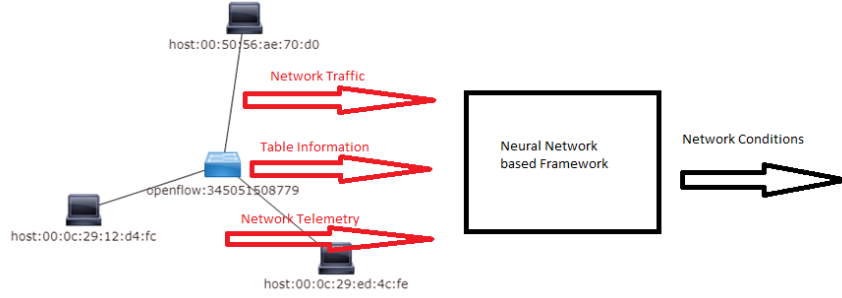 host:00:50:56:ae:70:d0
Network Traffic
Table Information
openflow:345051508779
Network Telemetry
host:00:0c:29:12:d4:fc
host:00:0c:29:ed:4c:fe
Neural Network
based Framework
Network Conditions